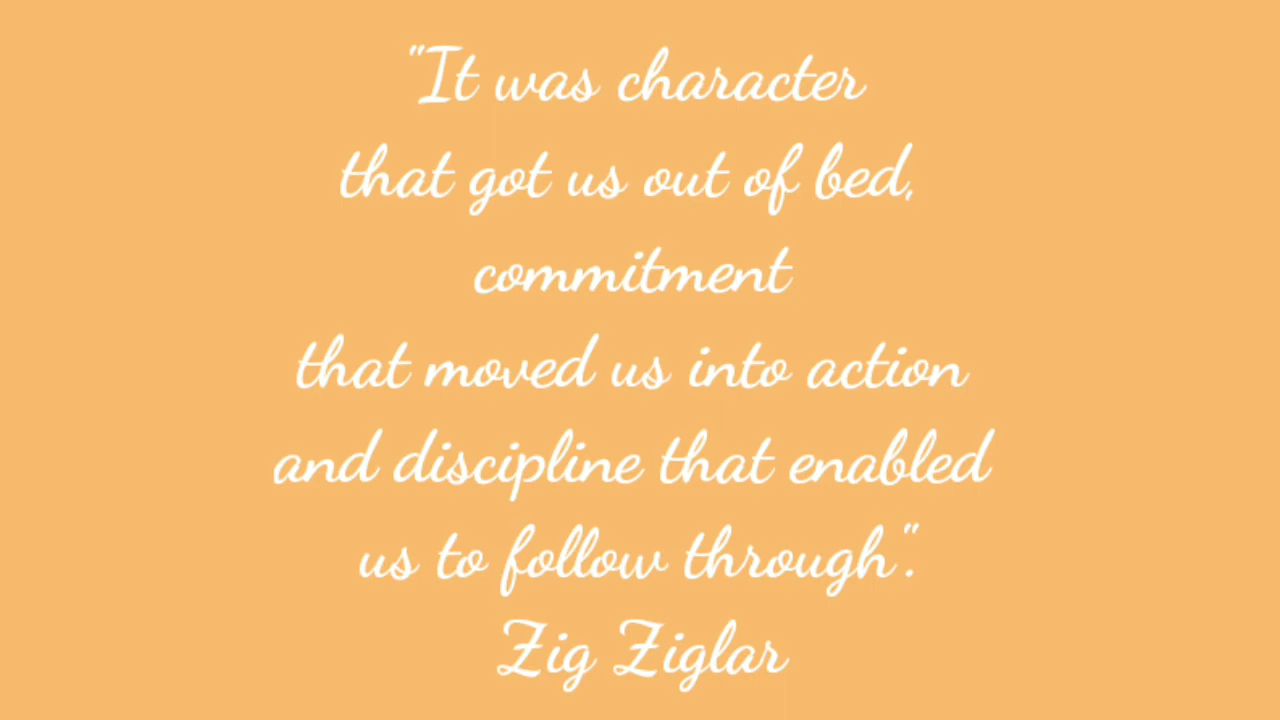 "It was character
that got us out of bed,
commitment
that moved us into action
and discipline that enabled
us to follow through".
Zig Ziglar